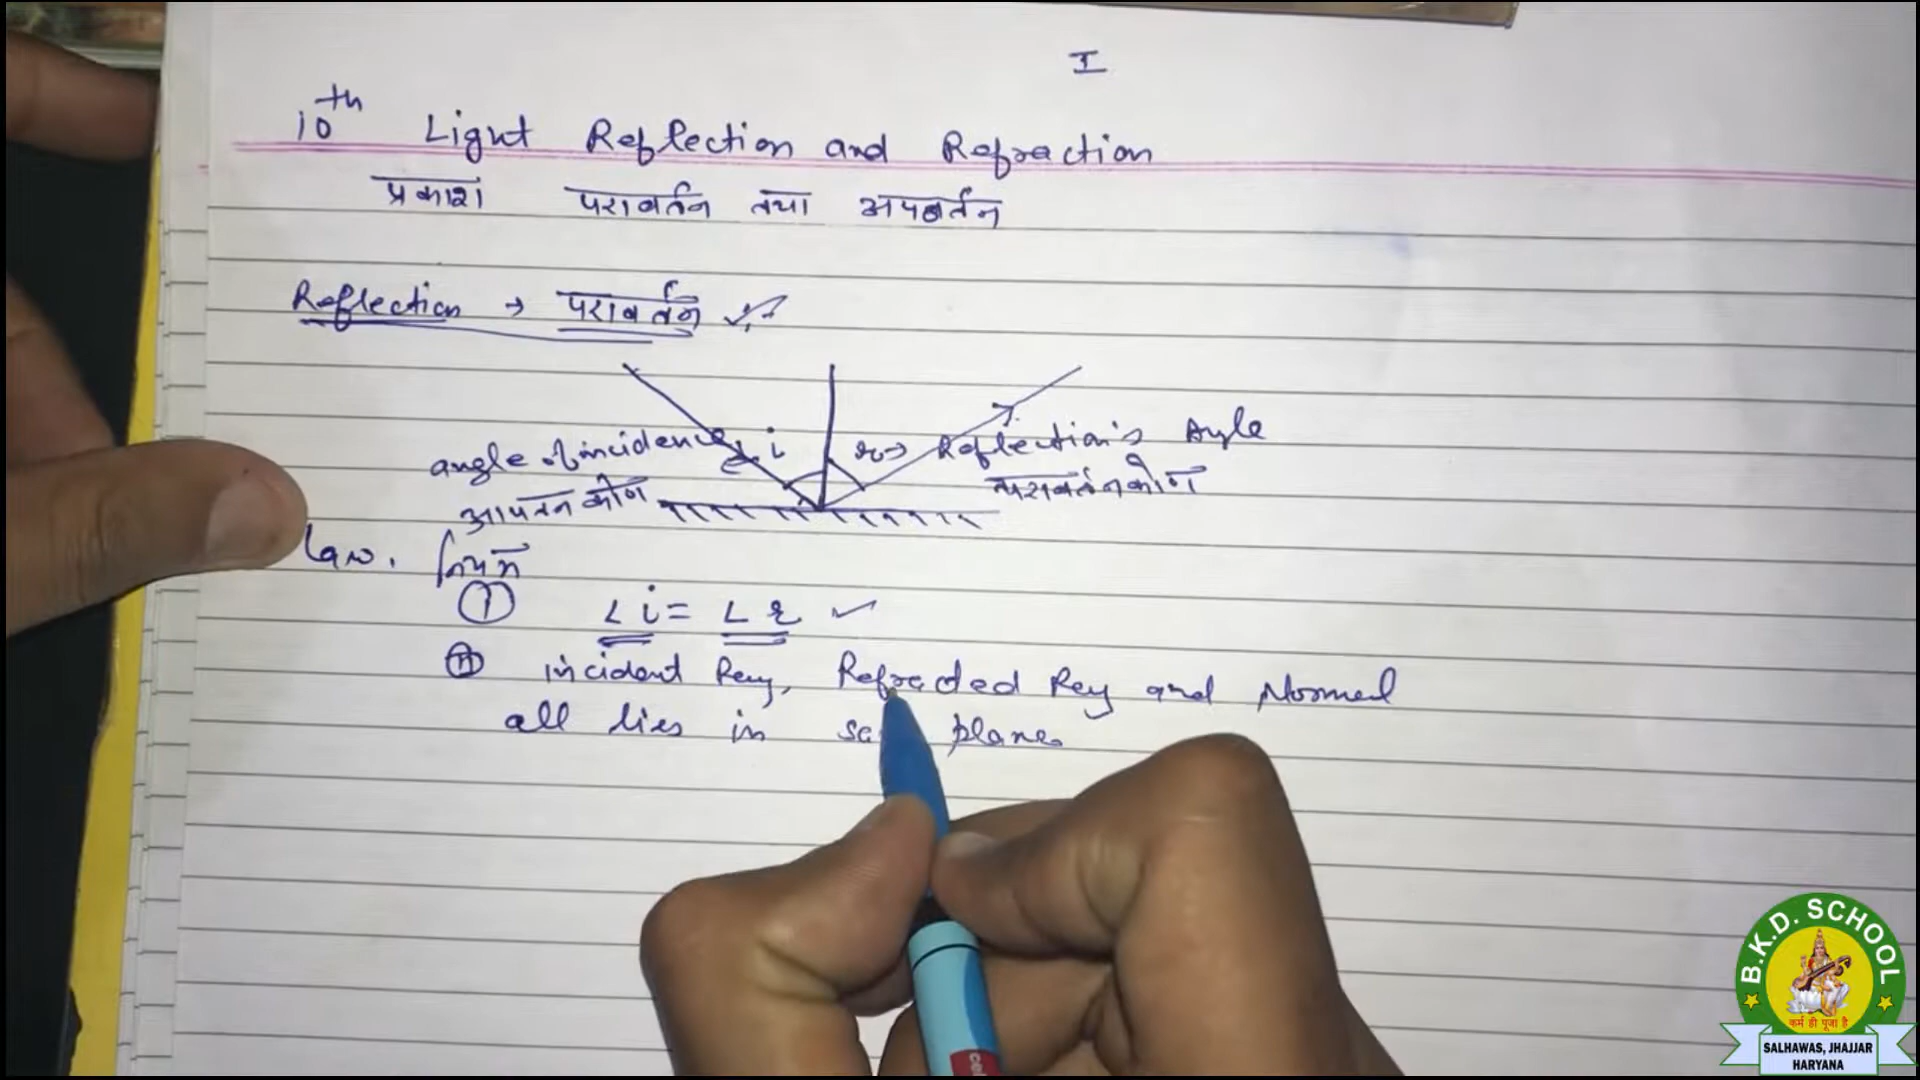 I
10th Light Reflection and Refraction
प्रकाश परावर्तन तथा अपवर्तन
Reflection → परावर्तन
i r → Reflection's Angle
angle of incidence
परावर्तन कोण
आपतन कोण
Law. नियम
I ∠i = ∠r
II incident Ray, Refracted Ray and Normal
all lies in plane
B.K.D. SCHOOL
कर्म ही पूजा है
SALHAWAS, JHAJJAR
HARYANA
cel